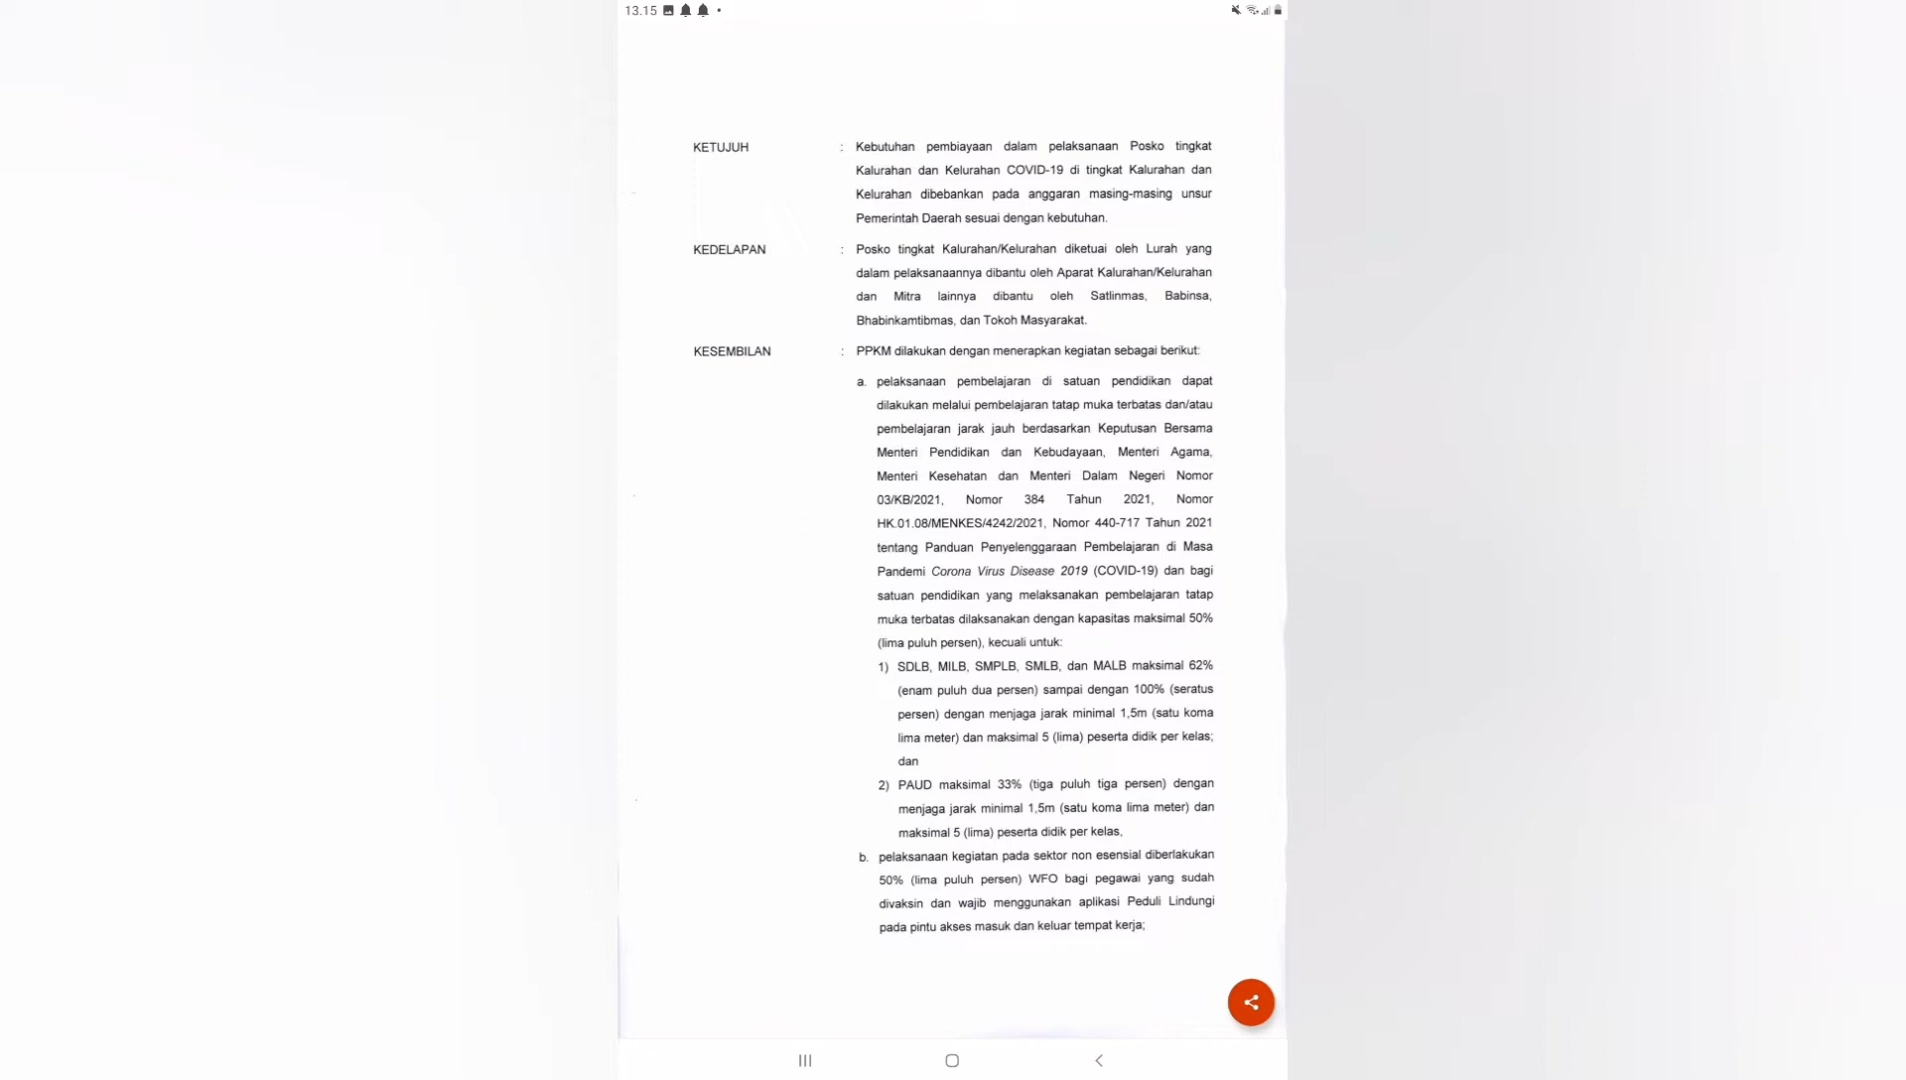 13.15
KETUJUH : Kebutuhan pembiayaan dalam pelaksanaan Posko tingkat
Kalurahan dan Kelurahan COVID-19 di tingkat Kalurahan dan
Kelurahan dibebankan pada anggaran masing-masing unsur
Pemerintah Daerah sesuai dengan kebutuhan.
KEDELAPAN : Posko tingkat Kalurahan/Kelurahan diketuai oleh Lurah yang
dalam pelaksanaannya dibantu oleh Aparat Kalurahan/Kelurahan
dan Mitra lainnya dibantu oleh Satlinmas, Babinsa,
Bhabinkamtibmas, dan Tokoh Masyarakat.
KESEMBILAN : PPKM dilakukan dengan menerapkan kegiatan sebagai berikut:
a. pelaksanaan pembelajaran di satuan pendidikan dapat
dilakukan melalui pembelajaran tatap muka terbatas dan/atau
pembelajaran jarak jauh berdasarkan Keputusan Bersama
Menteri Pendidikan dan Kebudayaan, Menteri Agama,
Menteri Kesehatan dan Menteri Dalam Negeri Nomor
03/KB/2021, Nomor 384 Tahun 2021, Nomor
HK.01.08/MENKES/4242/2021, Nomor 440-717 Tahun 2021
tentang Panduan Penyelenggaraan Pembelajaran di Masa
Pandemi Corona Virus Disease 2019 (COVID-19) dan bagi
satuan pendidikan yang melaksanakan pembelajaran tatap
muka terbatas dilaksanakan dengan kapasitas maksimal 50%
(lima puluh persen), kecuali untuk:
1) SDLB, MILB, SMPLB, SMLB, dan MALB maksimal 62%
(enam puluh dua persen) sampai dengan 100% (seratus
persen) dengan menjaga jarak minimal 1,5m (satu koma
lima meter) dan maksimal 5 (lima) peserta didik per kelas;
dan
2) PAUD maksimal 33% (tiga puluh tiga persen) dengan
menjaga jarak minimal 1,5m (satu koma lima meter) dan
maksimal 5 (lima) peserta didik per kelas,
b. pelaksanaan kegiatan pada sektor non esensial diberlakukan
50% (lima puluh persen) WFO bagi pegawai yang sudah
divaksin dan wajib menggunakan aplikasi Peduli Lindungi
pada pintu akses masuk dan keluar tempat kerja;